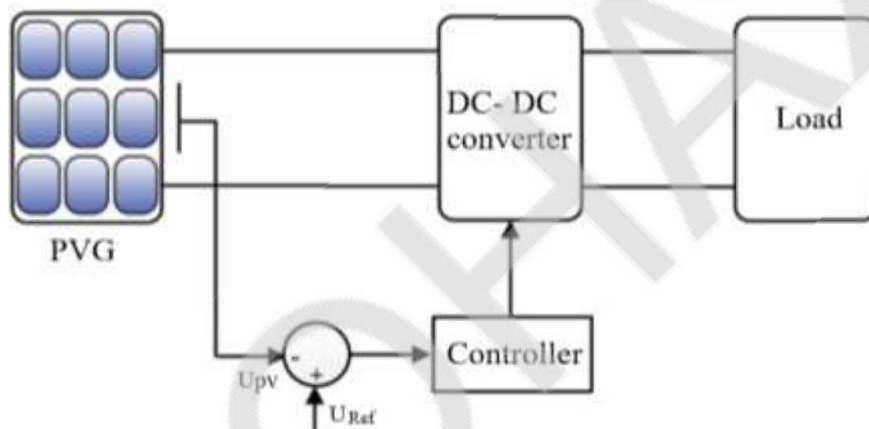 DC- DC
converter
Load
PVG
Controller
-
+
Upv
URef